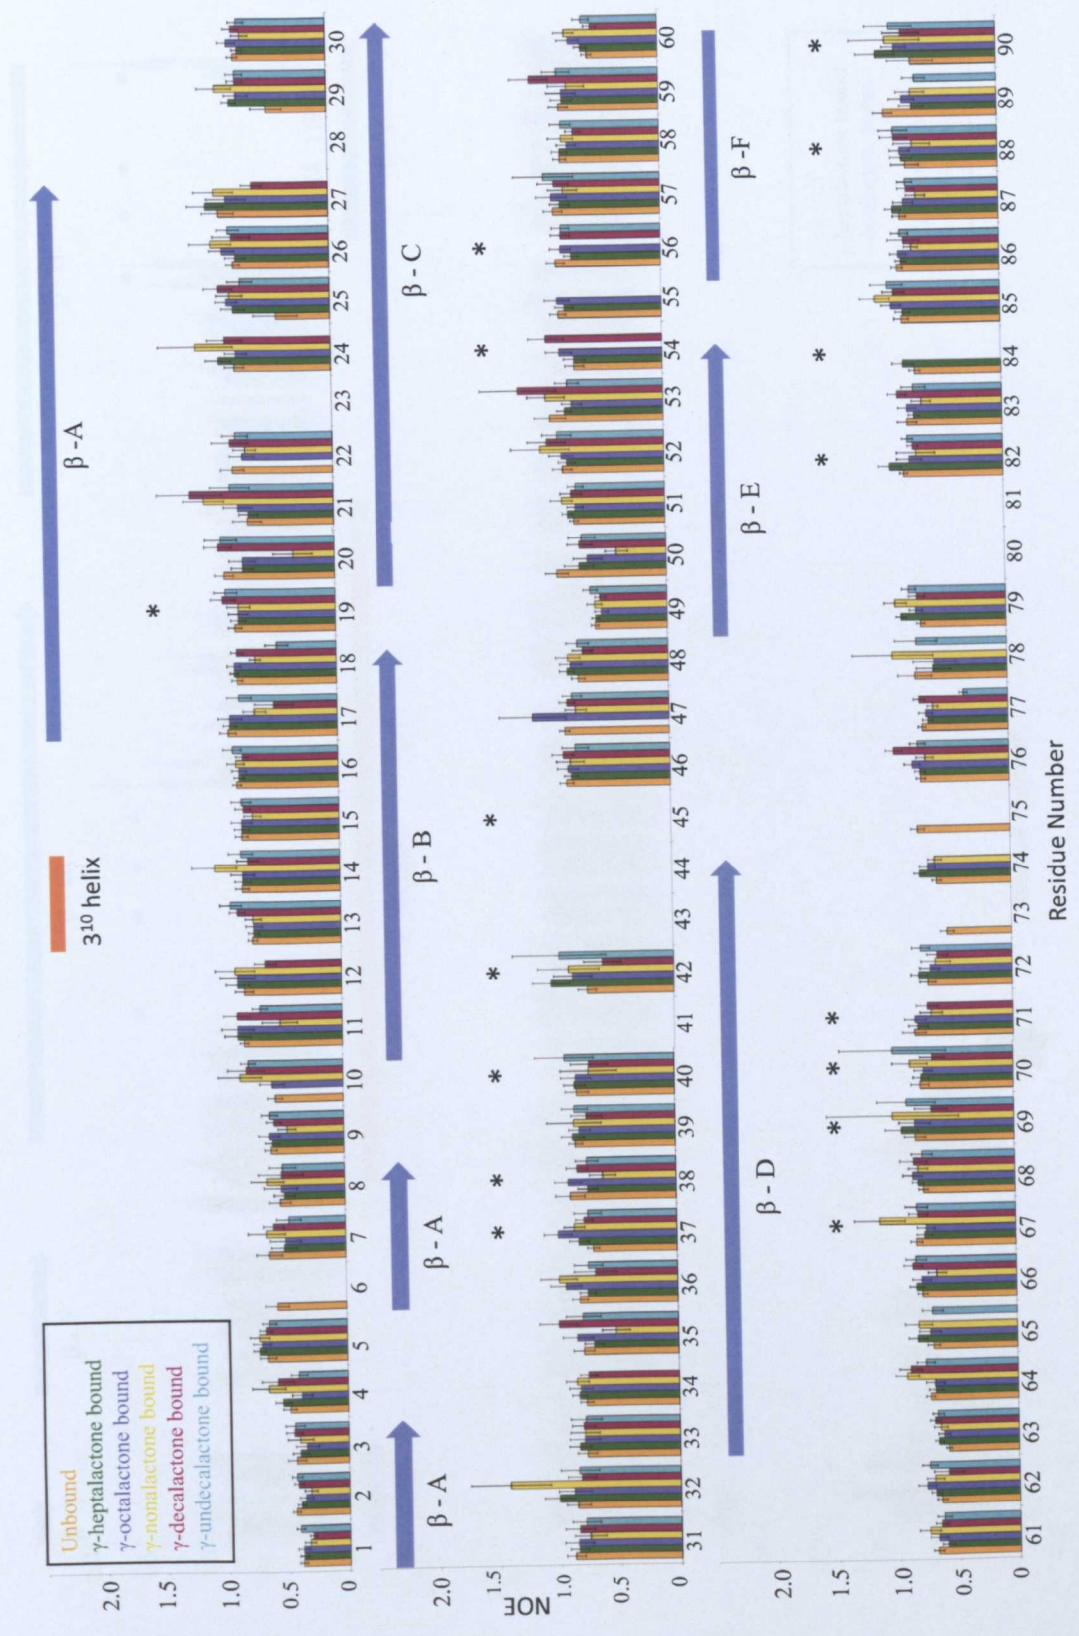 Unbound
γ-heptalactone bound
γ-octalactone bound
γ-nonalactone bound
γ-decalactone bound
γ-undecalactone bound
3¹⁰ helix
β -A
2.0
1.5
1.0
0.5
0
1 2 3 4 5 6 7 8 9 10 11 12 13 14 15 16 17 18 19 20 21 22 23 24 25 26 27 28 29 30
*
β - A
β - A
β - B
β - C
NOE
2.0
1.5
1.0
0.5
0
* * * * * * *
31 32 33 34 35 36 37 38 39 40 41 42 43 44 45 46 47 48 49 50 51 52 53 54 55 56 57 58 59 60
β - D
β - E
β -F
2.0
1.5
1.0
0.5
0
* * * * * * * *
61 62 63 64 65 66 67 68 69 70 71 72 73 74 75 76 77 78 79 80 81 82 83 84 85 86 87 88 89 90
Residue Number